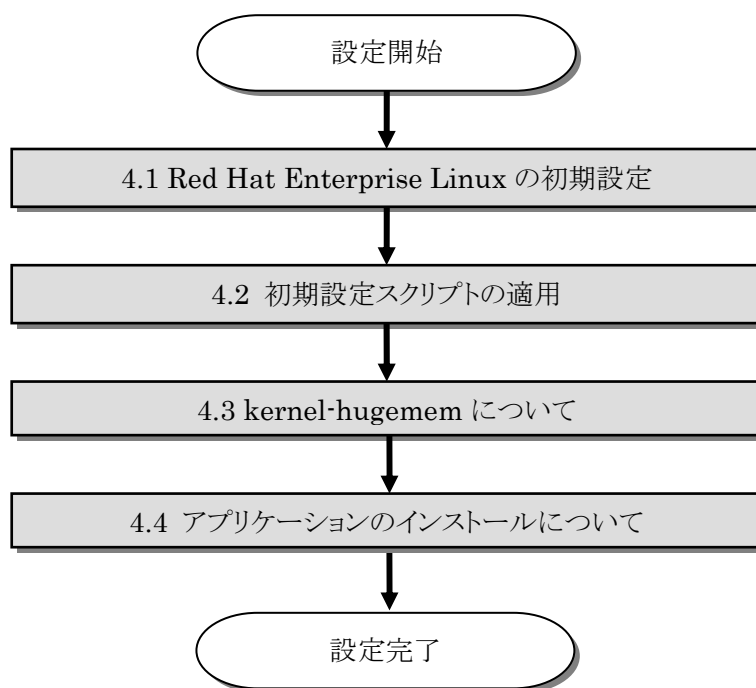 設定開始
4.1 Red Hat Enterprise Linux の初期設定
4.2 初期設定スクリプトの適用
4.3 kernel-hugemem について
4.4 アプリケーションのインストールについて
設定完了